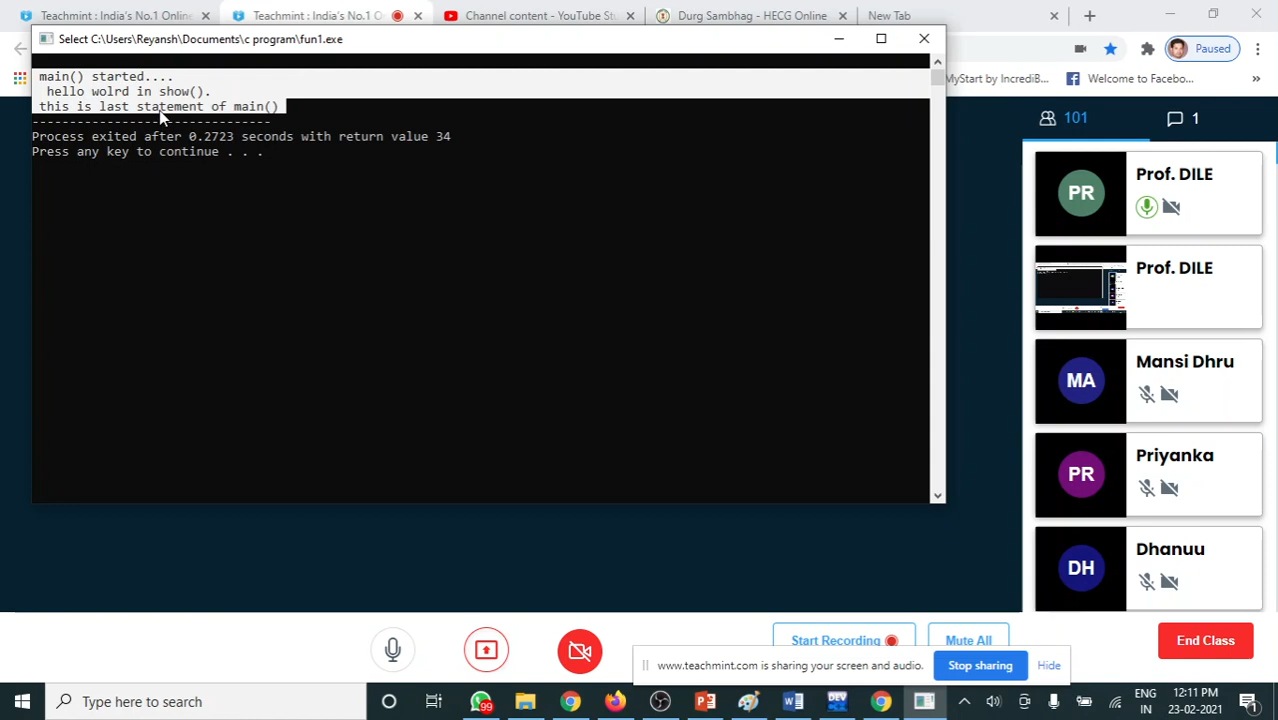 Teachmint: India's No.1 Online
Teachmint: India's No.1 O
Channel content - YouTube St
Durg Sambhag - HECG Online
New Tab
Select C:\Users\Reyansh\Documents\c program\fun1.exe
Paused
MyStart by IncrediB...
Welcome to Facebo...
main() started....
hello wolrd in show().
this is last statement of main()
--------------------------------
Process exited after 0.2723 seconds with return value 34
Press any key to continue . . .
101
1
PR
Prof. DILE
Prof. DILE
MA
Mansi Dhru
PR
Priyanka
DH
Dhanuu
Start Recording
Mute All
End Class
www.teachmint.com is sharing your screen and audio.
Stop sharing
Hide
Type here to search
99
DEV
ENG
IN
12:11 PM
23-02-2021
1